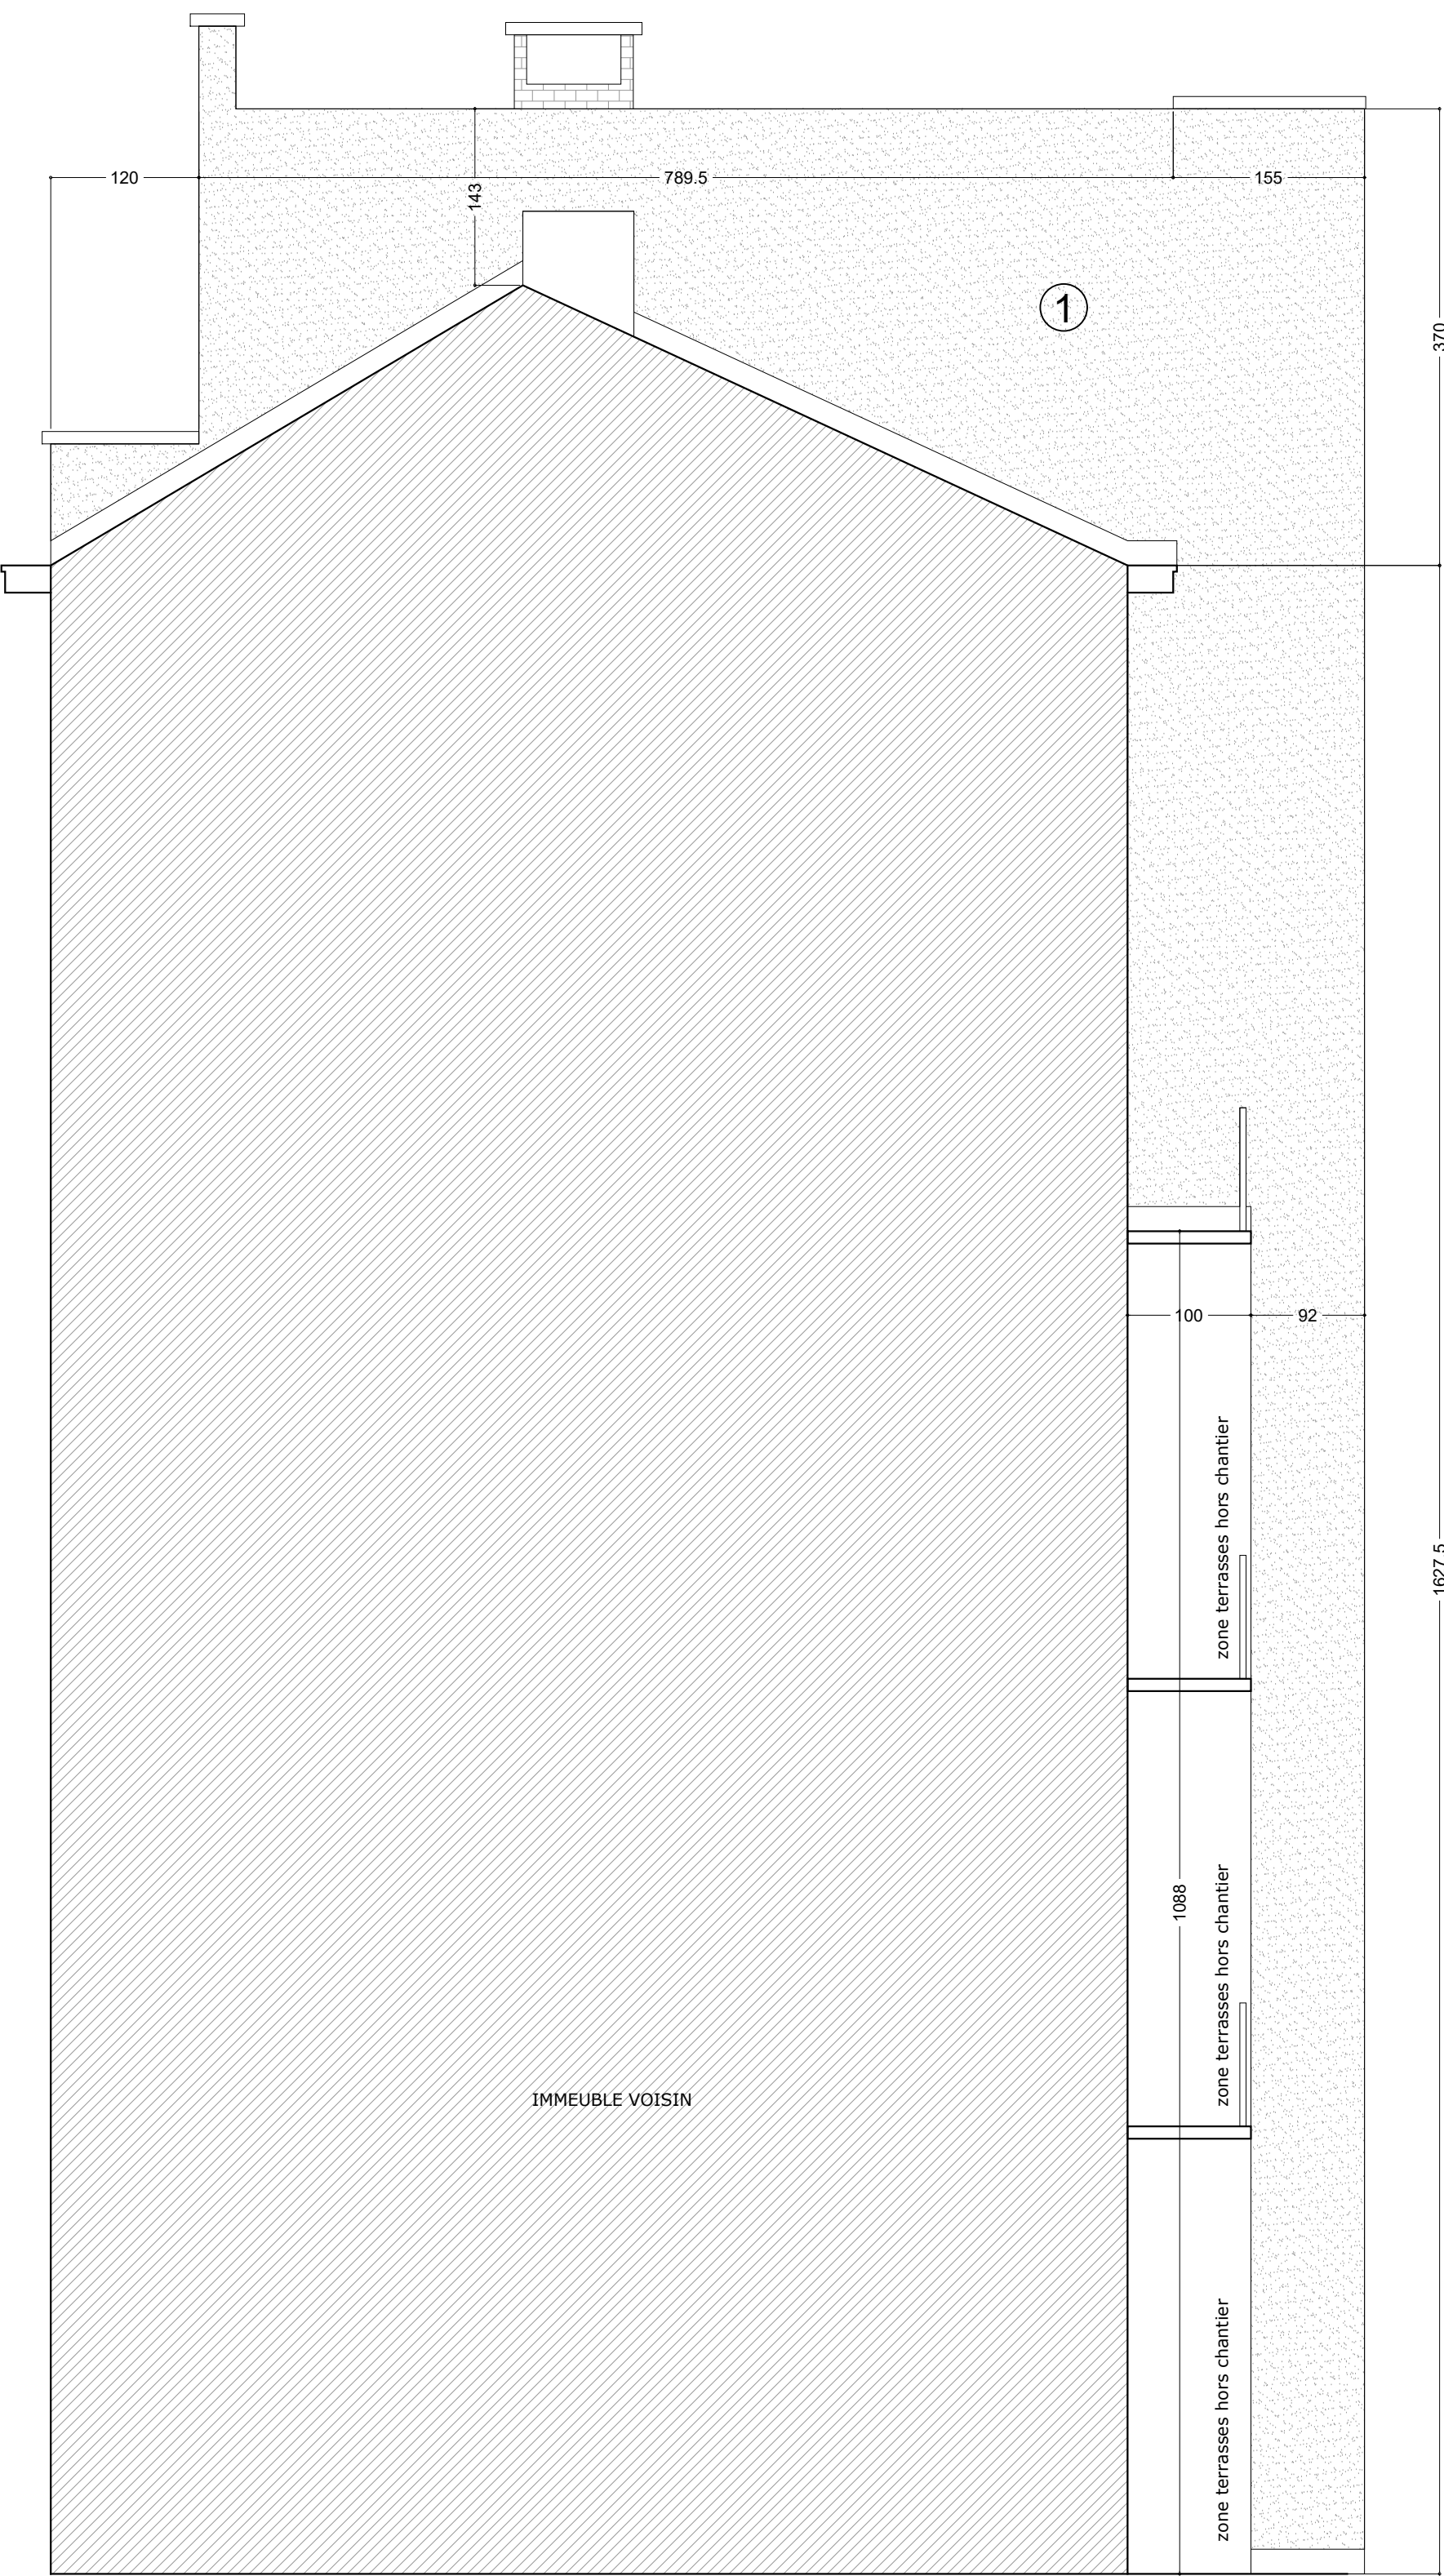 120
789.5
155
143
1
370
1627.5
100
92
zone terrasses hors chantier
1088
zone terrasses hors chantier
IMMEUBLE VOISIN
zone terrasses hors chantier